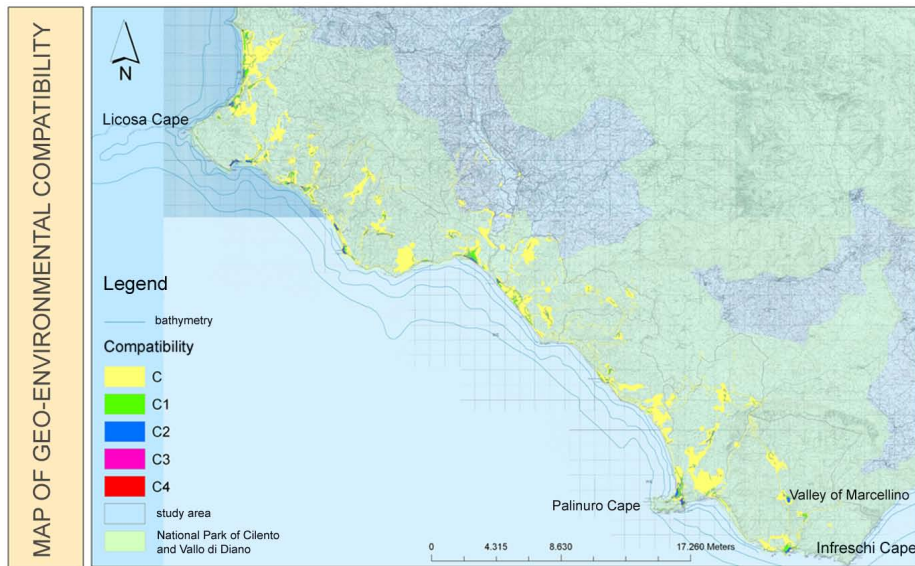 MAP OF GEO-ENVIRONMENTAL COMPATIBILITY
N
Licosa Cape
Legend
bathymetry
Compatibility
C
C1
C2
C3
C4
study area
National Park of Cilento
and Vallo di Diano
Palinuro Cape
Valley of Marcellino
Infreschi Cape
0 4.315 8.630 17.260 Meters